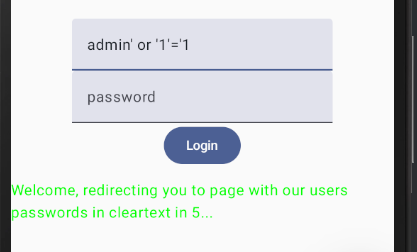 admin' or '1'='1
password
Login
Welcome, redirecting you to page with our users
passwords in cleartext in 5...